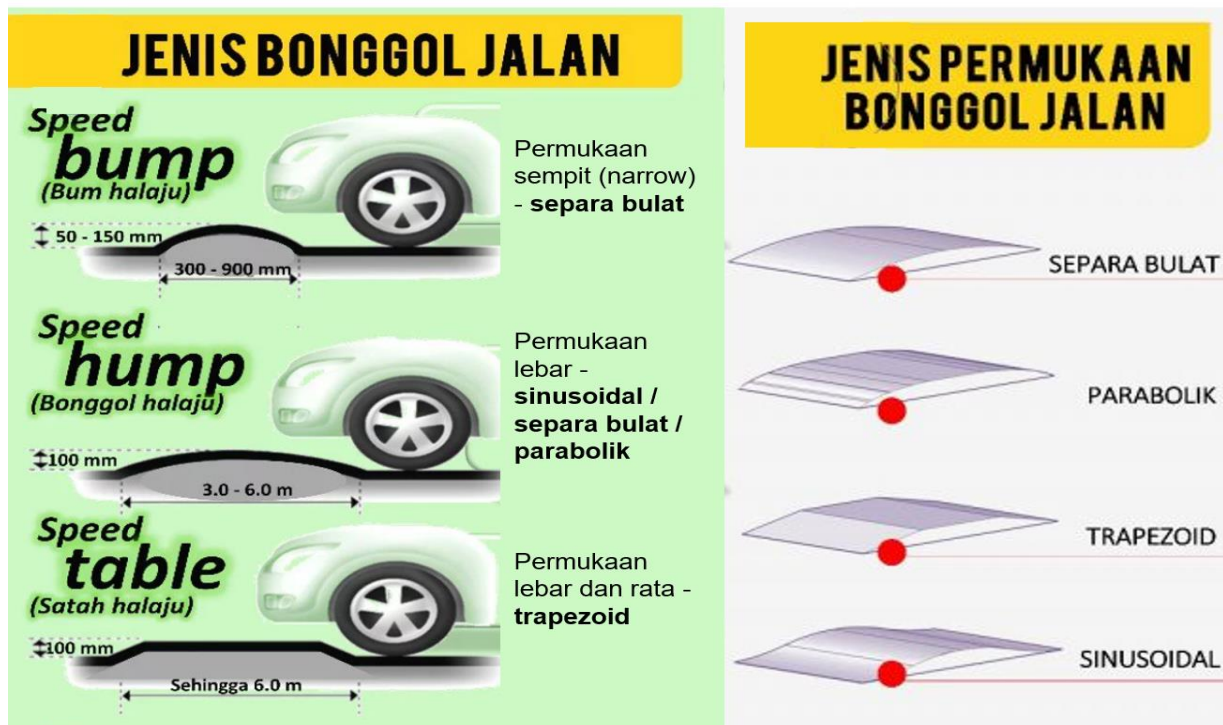 JENIS BONGGOL JALAN
Speed
bump
(Bum halaju)
50 - 150 mm
300 - 900 mm
Permukaan
sempit (narrow)
- separa bulat
Speed
hump
(Bonggol halaju)
100 mm
3.0 - 6.0 m
Permukaan
lebar -
sinusoidal /
separa bulat /
parabolik
Speed
table
(Satah halaju)
100 mm
Sehingga 6.0 m
Permukaan
lebar dan rata -
trapezoid
JENIS PERMUKAAN
BONGGOL JALAN
SEPARA BULAT
PARABOLIK
TRAPEZOID
SINUSOIDAL